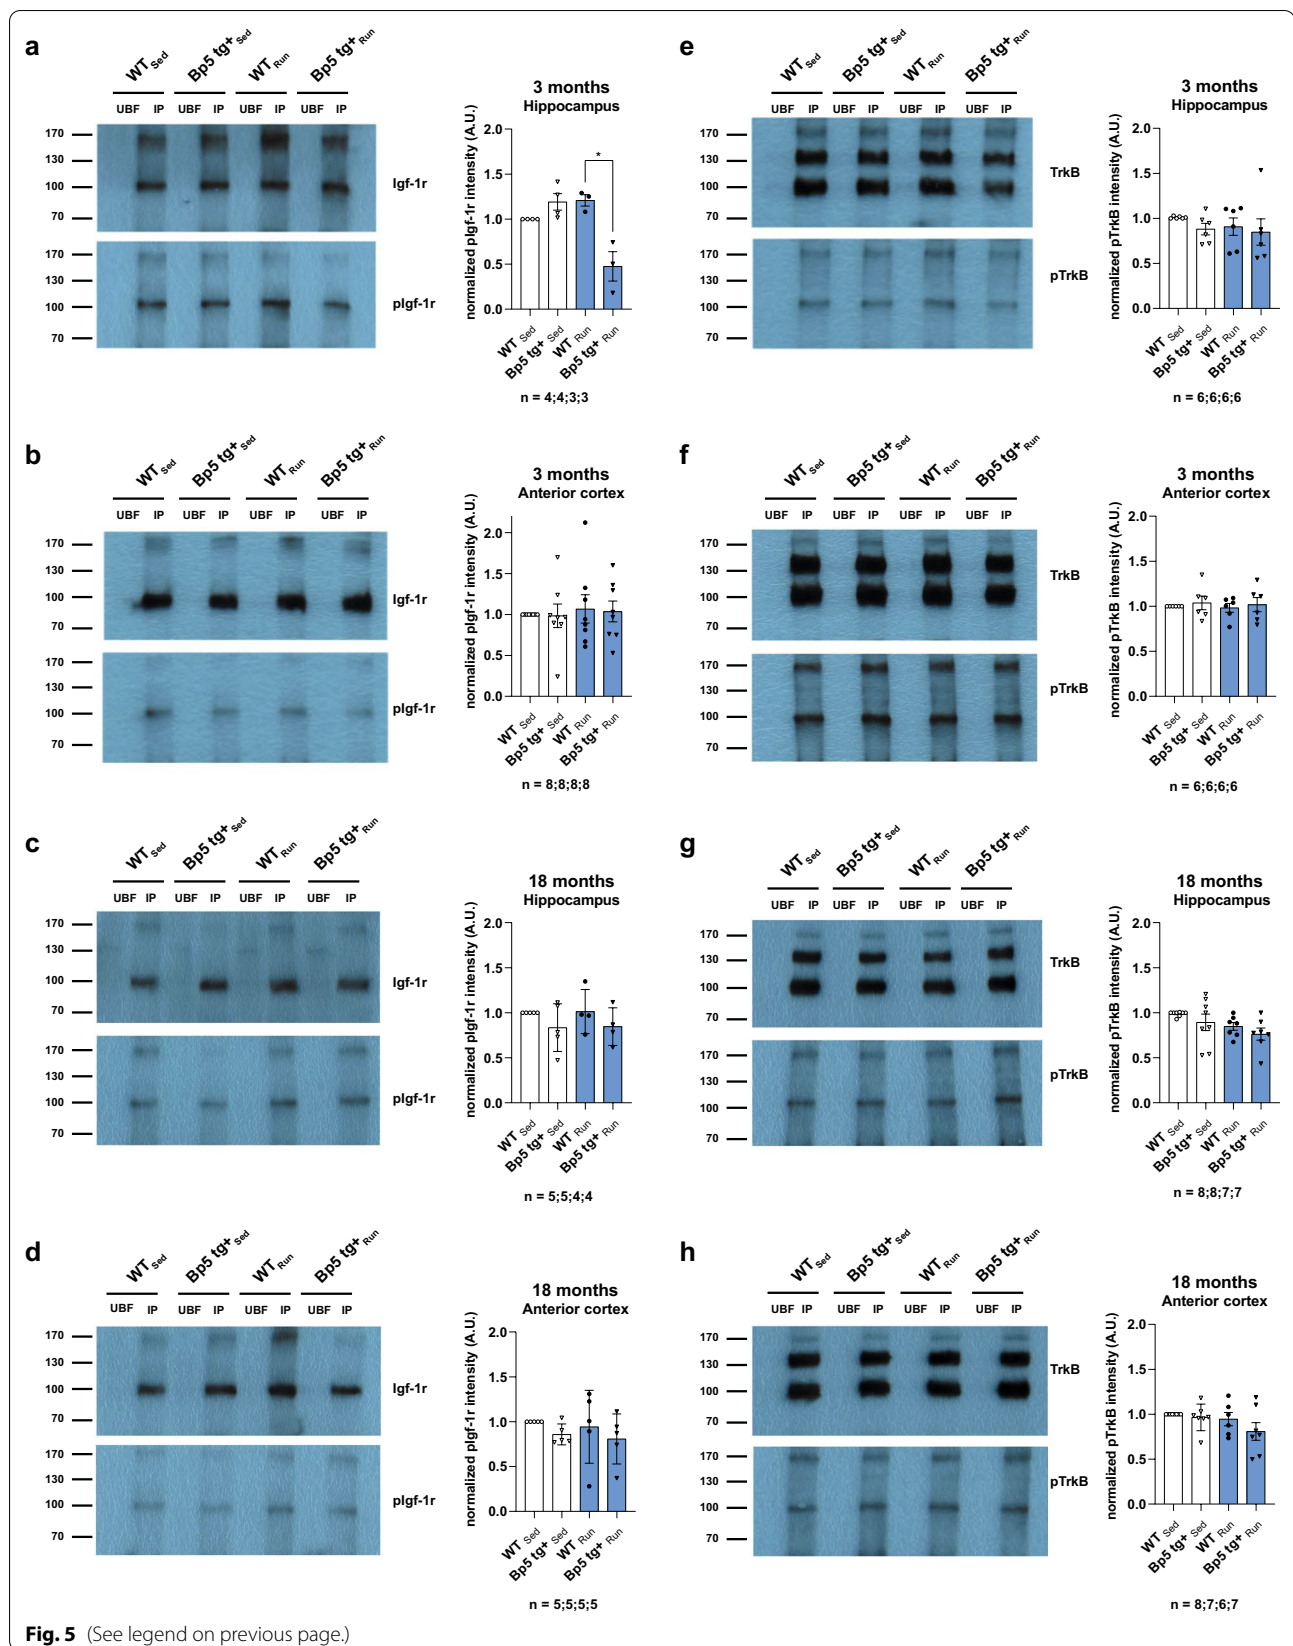 a
WT Sed Bp5 tg+ Sed WT Run Bp5 tg+ Run
UBF IP UBF IP UBF IP UBF IP
170
130
100
70
Igf-1r
170
130
100
70
pIgf-1r
3 months
Hippocampus
normalized pIgf-1r intensity (A.U.)
2.0
1.5
1.0
0.5
0.0
*
WT Sed
Bp5 tg+ Sed
WT Run
Bp5 tg+ Run
n = 4;4;3;3
e
WT Sed Bp5 tg+ Sed WT Run Bp5 tg+ Run
UBF IP UBF IP UBF IP UBF IP
170
130
100
70
TrkB
170
130
100
70
pTrkB
3 months
Hippocampus
normalized pTrkB intensity (A.U.)
2.0
1.5
1.0
0.5
0.0
WT Sed
Bp5 tg+ Sed
WT Run
Bp5 tg+ Run
n = 6;6;6;6
b
WT Sed Bp5 tg+ Sed WT Run Bp5 tg+ Run
UBF IP UBF IP UBF IP UBF IP
170
130
100
70
Igf-1r
170
130
100
70
pIgf-1r
3 months
Anterior cortex
normalized pIgf-1r intensity (A.U.)
2.0
1.5
1.0
0.5
0.0
WT Sed
Bp5 tg+ Sed
WT Run
Bp5 tg+ Run
n = 8;8;8;8
f
WT Sed Bp5 tg+ Sed WT Run Bp5 tg+ Run
UBF IP UBF IP UBF IP UBF IP
170
130
100
70
TrkB
170
130
100
70
pTrkB
3 months
Anterior cortex
normalized pTrkB intensity (A.U.)
2.0
1.5
1.0
0.5
0.0
WT Sed
Bp5 tg+ Sed
WT Run
Bp5 tg+ Run
n = 6;6;6;6
c
WT Sed Bp5 tg+ Sed WT Run Bp5 tg+ Run
UBF IP UBF IP UBF IP UBF IP
170
130
100
70
Igf-1r
170
130
100
70
pIgf-1r
18 months
Hippocampus
normalized pIgf-1r intensity (A.U.)
2.0
1.5
1.0
0.5
0.0
WT Sed
Bp5 tg+ Sed
WT Run
Bp5 tg+ Run
n = 5;5;4;4
g
WT Sed Bp5 tg+ Sed WT Run Bp5 tg+ Run
UBF IP UBF IP UBF IP UBF IP
170
130
100
70
TrkB
170
130
100
70
pTrkB
18 months
Hippocampus
normalized pTrkB intensity (A.U.)
2.0
1.5
1.0
0.5
0.0
WT Sed
Bp5 tg+ Sed
WT Run
Bp5 tg+ Run
n = 8;8;7;7
d
WT Sed Bp5 tg+ Sed WT Run Bp5 tg+ Run
UBF IP UBF IP UBF IP UBF IP
170
130
100
70
Igf-1r
170
130
100
70
pIgf-1r
18 months
Anterior cortex
normalized pIgf-1r intensity (A.U.)
2.0
1.5
1.0
0.5
0.0
WT Sed
Bp5 tg+ Sed
WT Run
Bp5 tg+ Run
n = 5;5;5;5
h
WT Sed Bp5 tg+ Sed WT Run Bp5 tg+ Run
UBF IP UBF IP UBF IP UBF IP
170
130
100
70
TrkB
170
130
100
70
pTrkB
18 months
Anterior cortex
normalized pTrkB intensity (A.U.)
2.0
1.5
1.0
0.5
0.0
WT Sed
Bp5 tg+ Sed
WT Run
Bp5 tg+ Run
n = 8;7;6;7
Fig. 5 (See legend on previous page.)